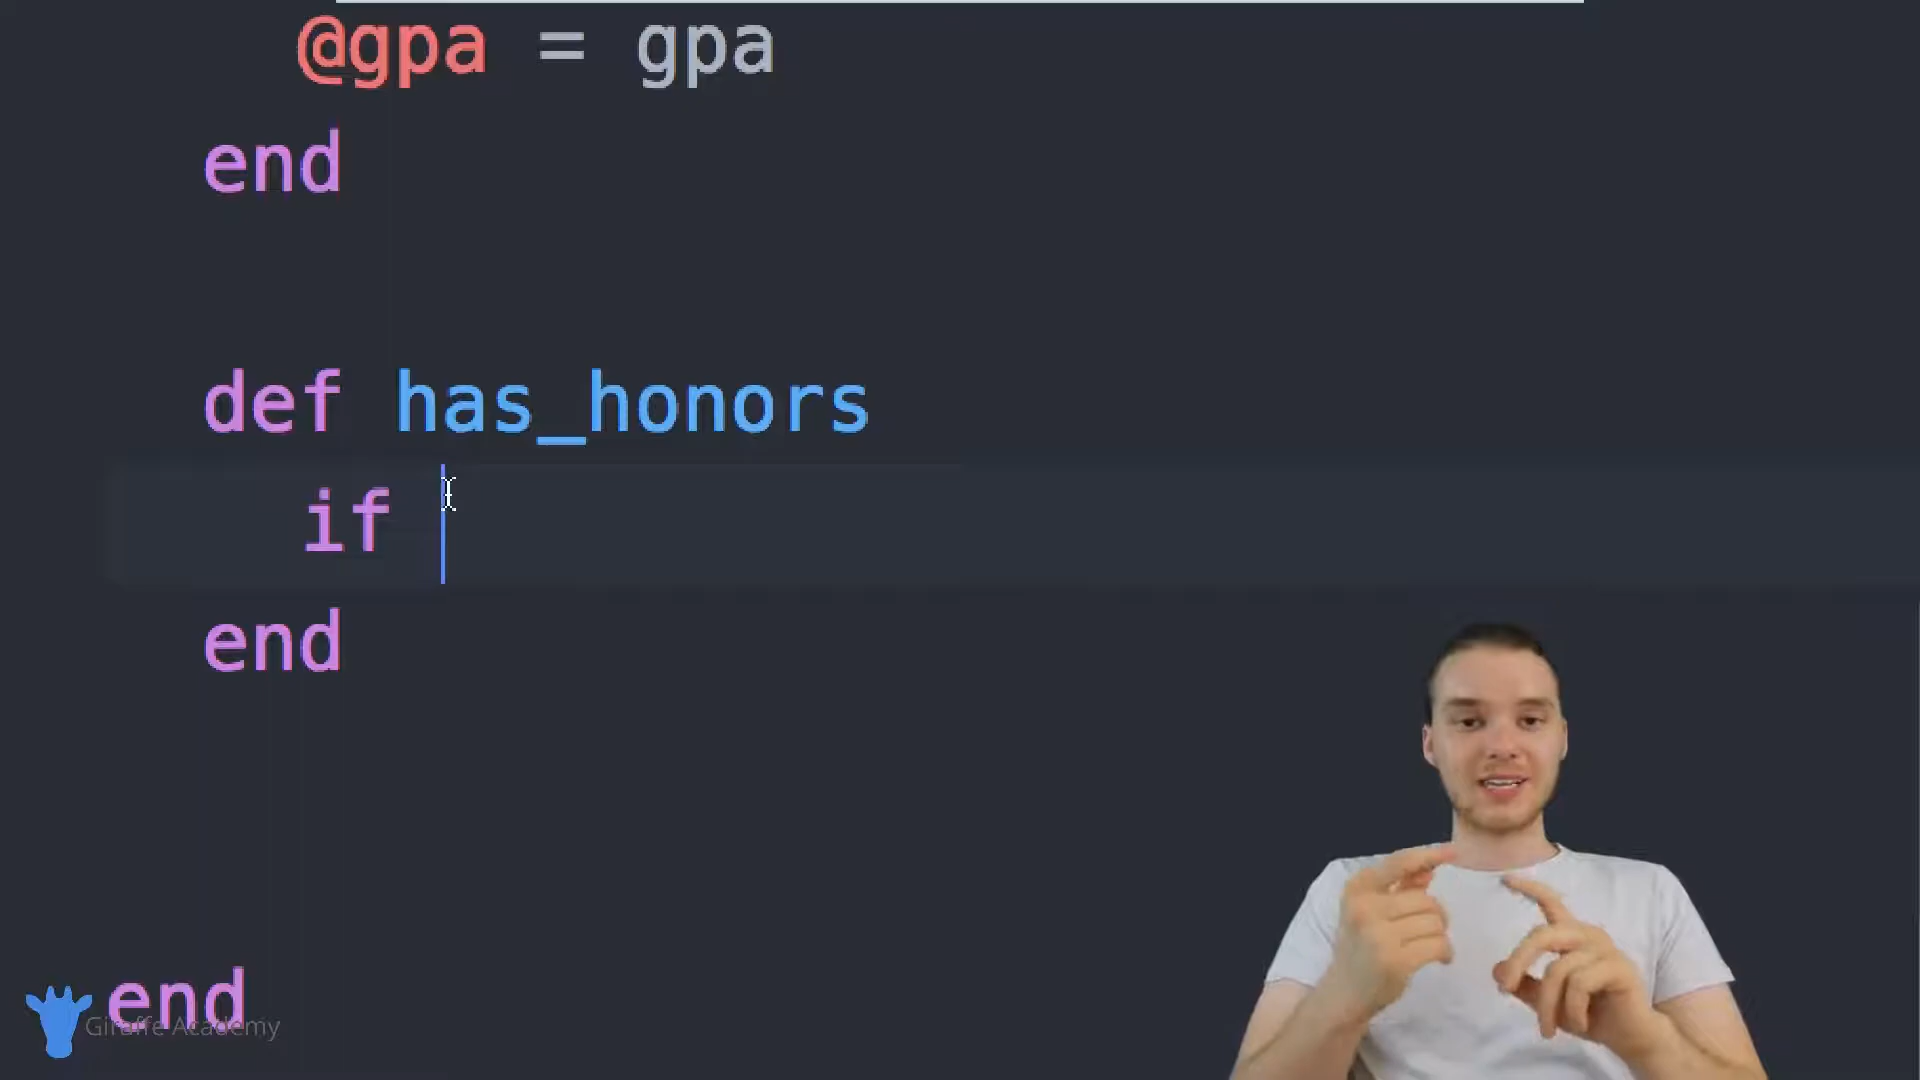 @gpa = gpa
end
def has_honors
if
end
end
Giraffe Academy